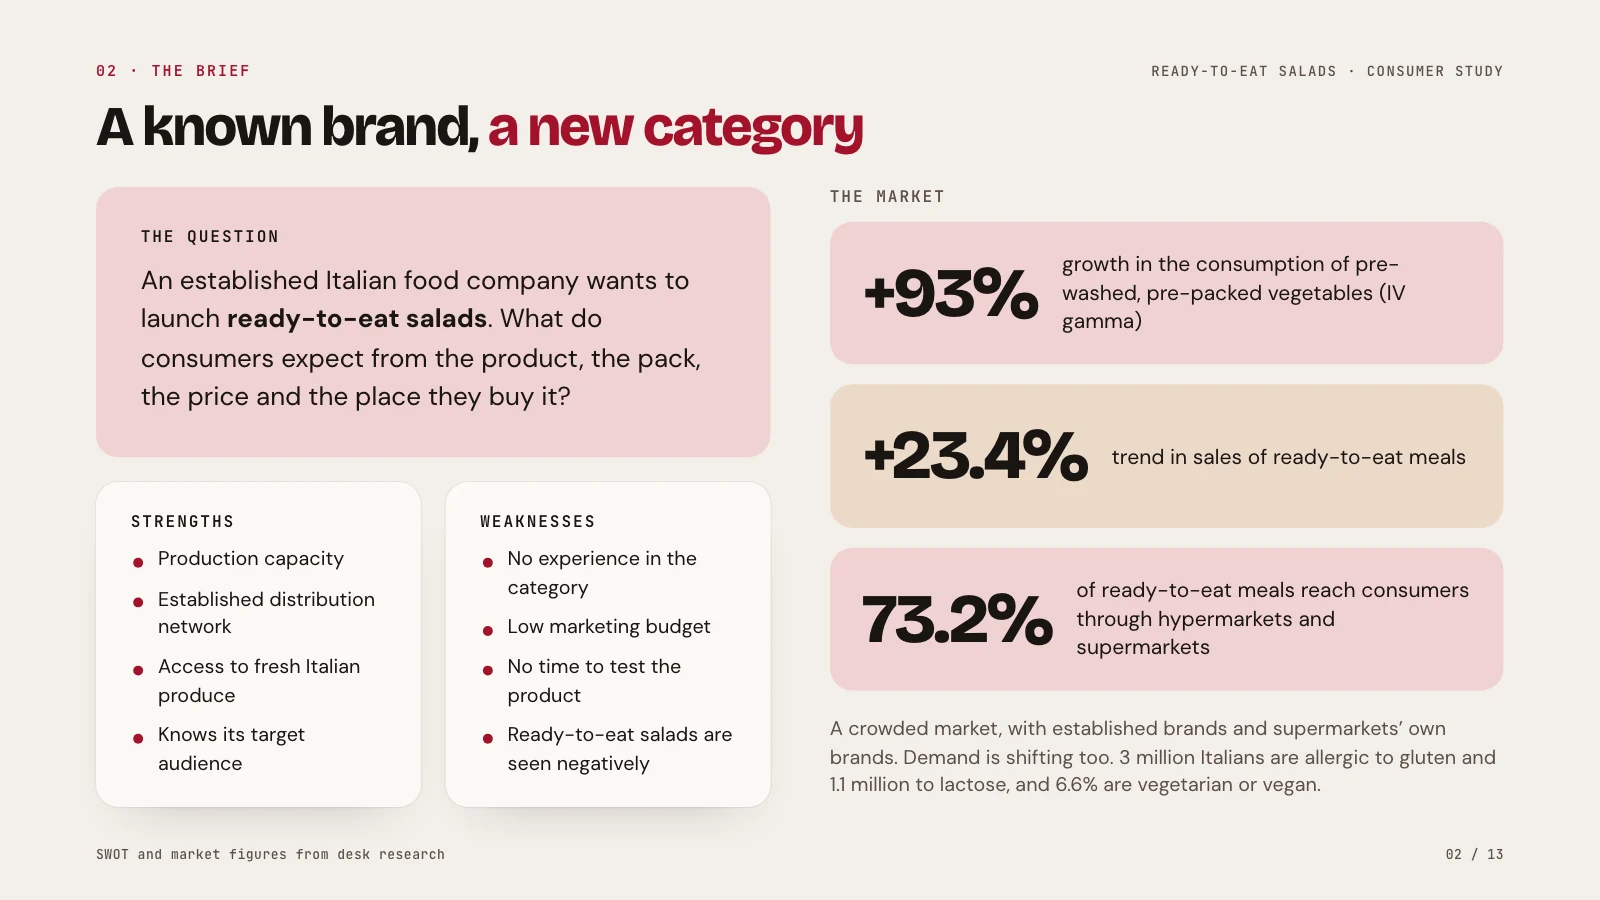 02 · THE BRIEF
READY-TO-EAT SALADS · CONSUMER STUDY
A known brand, a new category
THE QUESTION
An established Italian food company wants to
launch ready-to-eat salads. What do
consumers expect from the product, the pack,
the price and the place they buy it?
STRENGTHS
Production capacity
Established distribution
network
Access to fresh Italian
produce
Knows its target
audience
WEAKNESSES
No experience in the
category
Low marketing budget
No time to test the
product
Ready-to-eat salads are
seen negatively
THE MARKET
+93%
growth in the consumption of pre-
washed, pre-packed vegetables (IV
gamma)
+23.4%
trend in sales of ready-to-eat meals
73.2%
of ready-to-eat meals reach consumers
through hypermarkets and
supermarkets
A crowded market, with established brands and supermarkets’ own
brands. Demand is shifting too. 3 million Italians are allergic to gluten and
1.1 million to lactose, and 6.6% are vegetarian or vegan.
SWOT and market figures from desk research
02 / 13